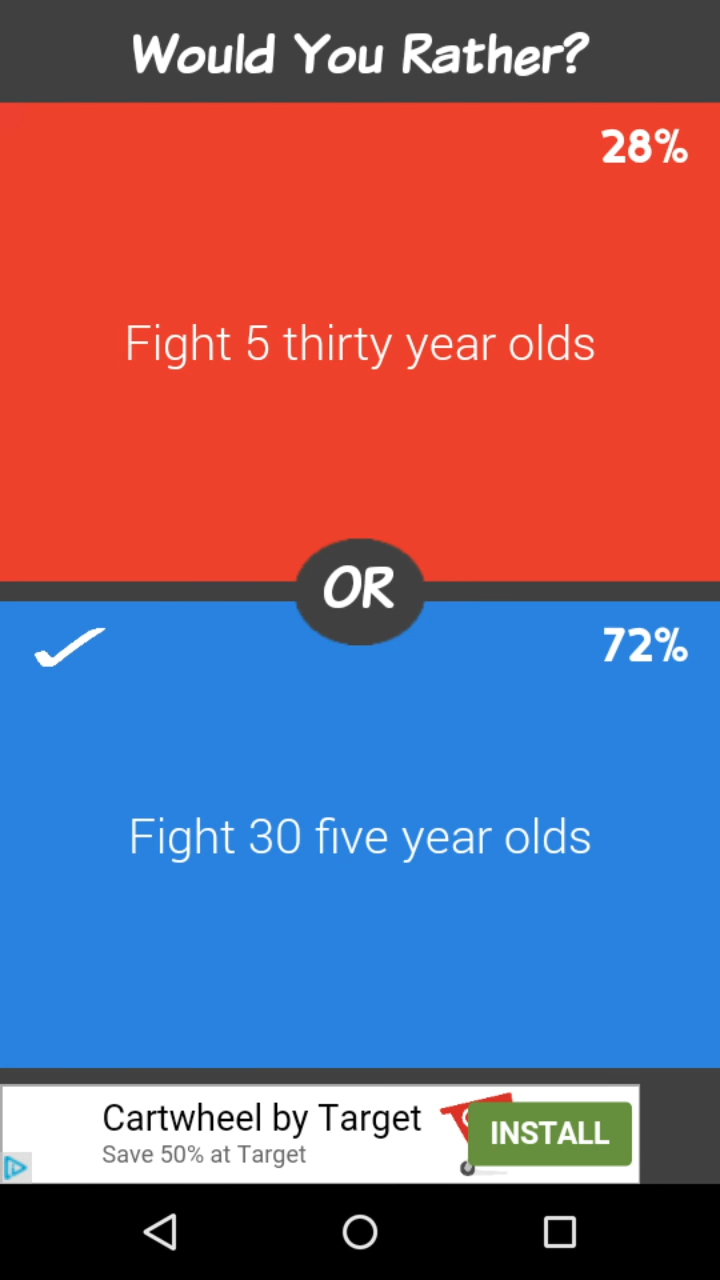 Would You Rather?
28%
Fight 5 thirty year olds
OR
72%
Fight 30 five year olds
Cartwheel by Target
Save 50% at Target
INSTALL